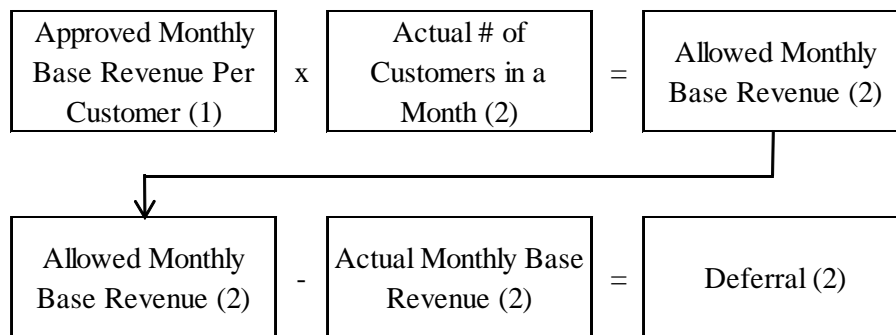 Approved Monthly
Base Revenue Per
Customer (1)
x
Actual # of
Customers in a
Month (2)
=
Allowed Monthly
Base Revenue (2)
Allowed Monthly
Base Revenue (2)
-
Actual Monthly Base
Revenue (2)
=
Deferral (2)